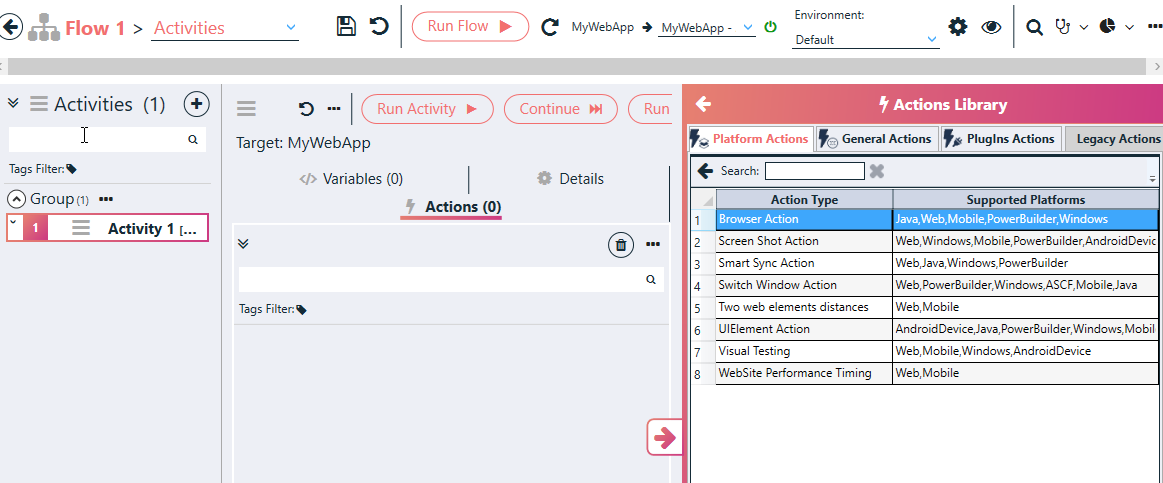 Flow 1 > Activities
Run Flow
MyWebApp
MyWebApp -
Environment:
Default
Activities (1)
Tags Filter:
Group (1)
1 Activity 1 [...
Run Activity
Continue
Run
Target: MyWebApp
Variables (0)
Details
Actions (0)
Tags Filter:
Actions Library
Platform Actions
General Actions
PlugIns Actions
Legacy Actions
Search:
Action Type Supported Platforms
1 Browser Action Java,Web,Mobile,PowerBuilder,Windows
2 Screen Shot Action Web,Windows,Mobile,PowerBuilder,AndroidDevic
3 Smart Sync Action Web,Java,Windows,PowerBuilder
4 Switch Window Action Web,PowerBuilder,Windows,ASCF,Mobile,Java
5 Two web elements distances Web,Mobile
6 UIElement Action AndroidDevice,Java,PowerBuilder,Windows,Mobil
7 Visual Testing Web,Mobile,Windows,AndroidDevice
8 WebSite Performance Timing Web,Mobile